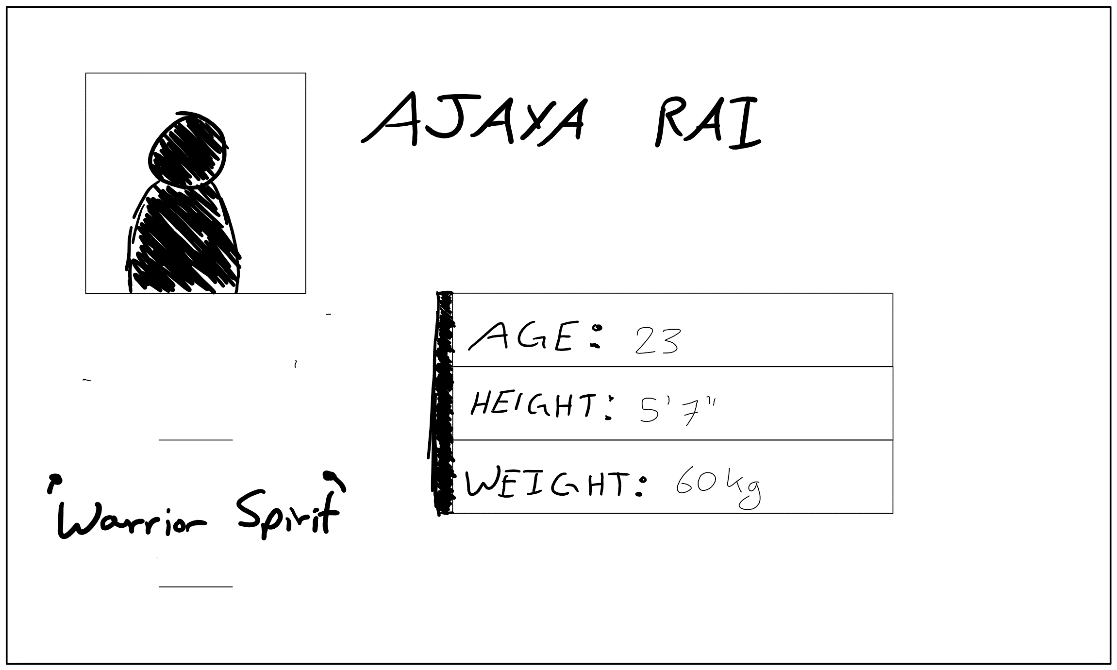 AJAYA RAI
AGE: 23
HEIGHT: 5'7"
WEIGHT: 60kg
"Warrior Spirit"